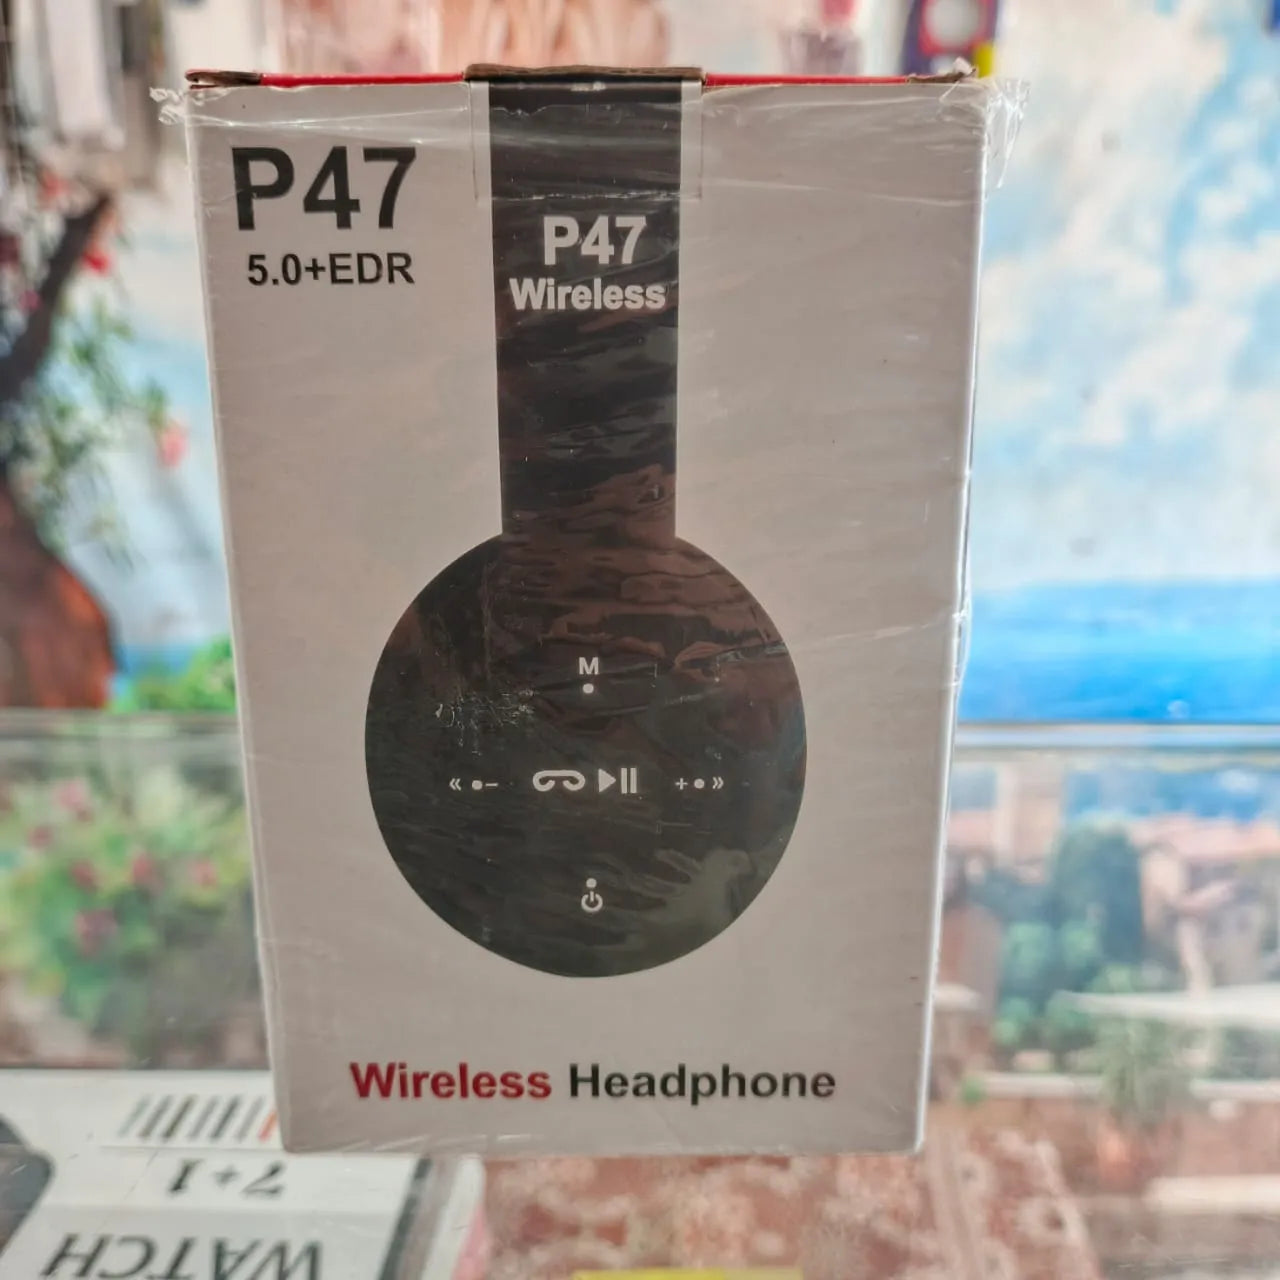 P47
5.0+EDR
P47
Wireless
M
« •– ▶|| + • »
Wireless Headphone
7+1
WATCH